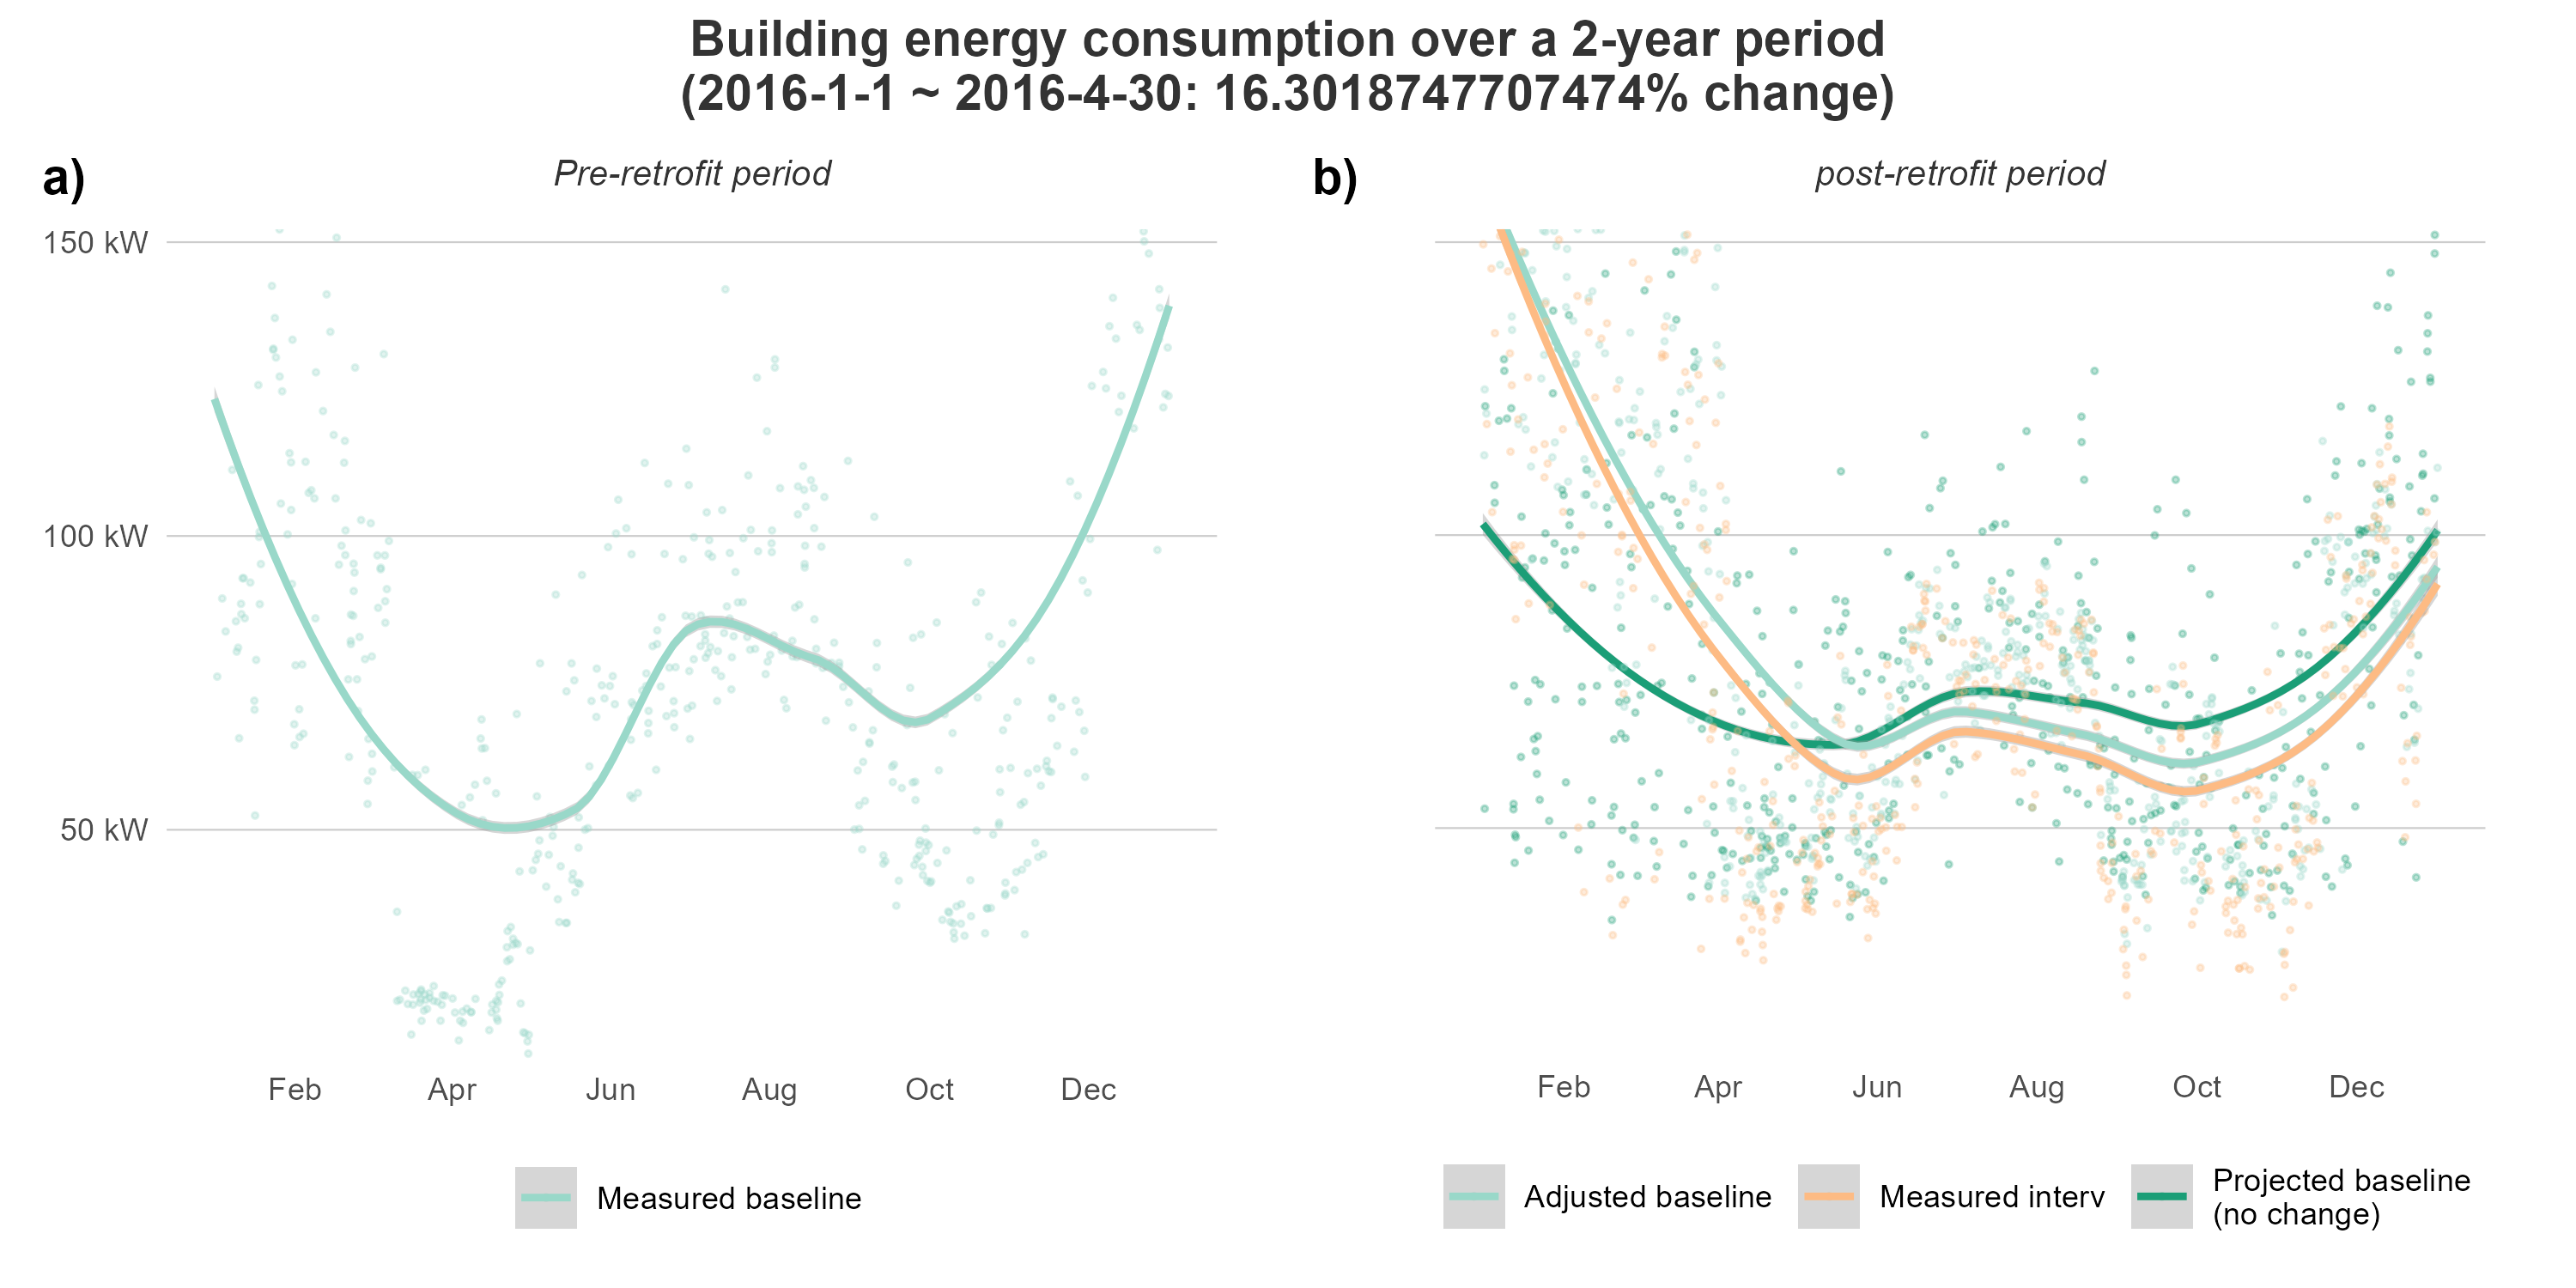 Building energy consumption over a 2-year period
(2016-1-1 ~ 2016-4-30: 16.3018747707474% change)
a)
Pre-retrofit period
150 kW
100 kW
50 kW
Feb Apr Jun Aug Oct Dec
Measured baseline
b)
post-retrofit period
Feb Apr Jun Aug Oct Dec
Adjusted baseline
Measured interv
Projected baseline
(no change)